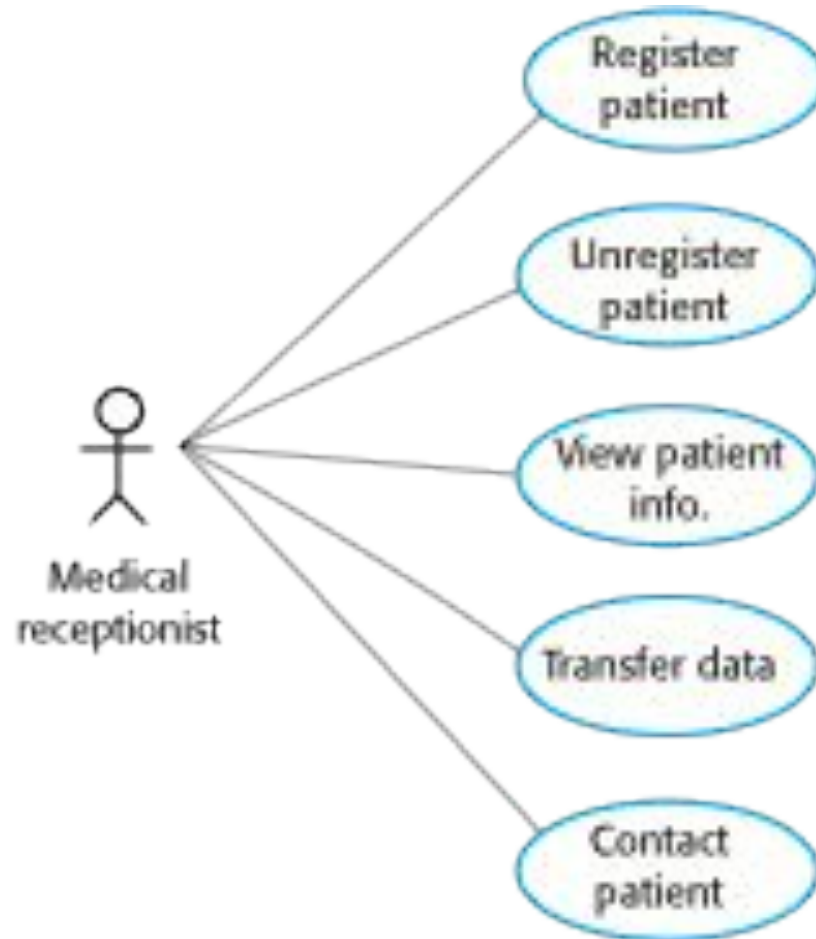 Register
patient
Unregister
patient
View patient
info.
Medical
receptionist
Transfer data
Contact
patient